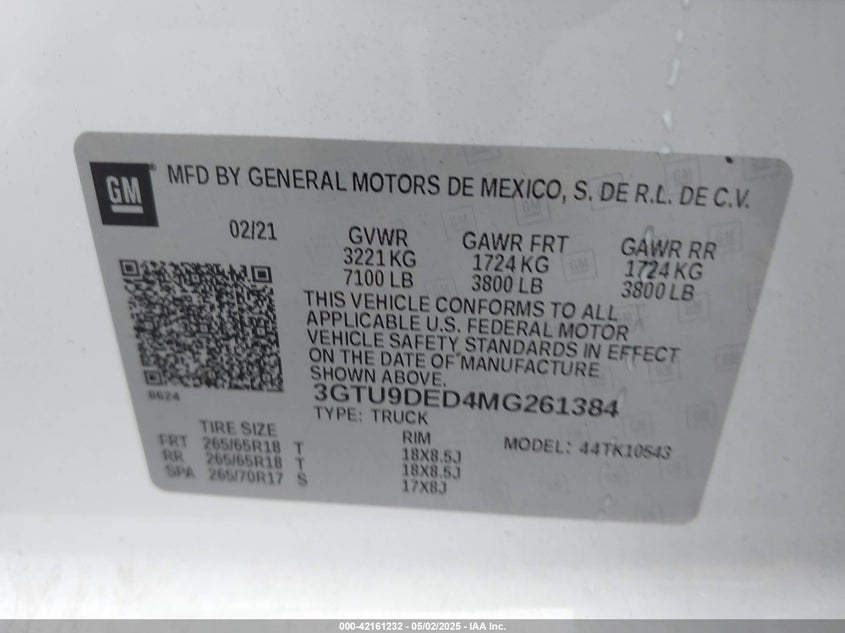 GM
MFD BY GENERAL MOTORS DE MEXICO, S. DE R.L. DE C.V.
02/21
GVWR
3221 KG
7100 LB
GAWR FRT
1724 KG
3800 LB
GAWR RR
1724 KG
3800 LB
THIS VEHICLE CONFORMS TO ALL
APPLICABLE U.S. FEDERAL MOTOR
VEHICLE SAFETY STANDARDS IN EFFECT
ON THE DATE OF MANUFACTURE
SHOWN ABOVE.
8624
3GTU9DED4MG261384
TYPE: TRUCK
MODEL: 44TK10543
TIRE SIZE
RIM
FRT 265/65R18 T 18X8.5J
RR 265/65R18 T 18X8.5J
SPA 265/70R17 S 17X8J
000-42161232 - 05/02/2025 - IAA Inc.